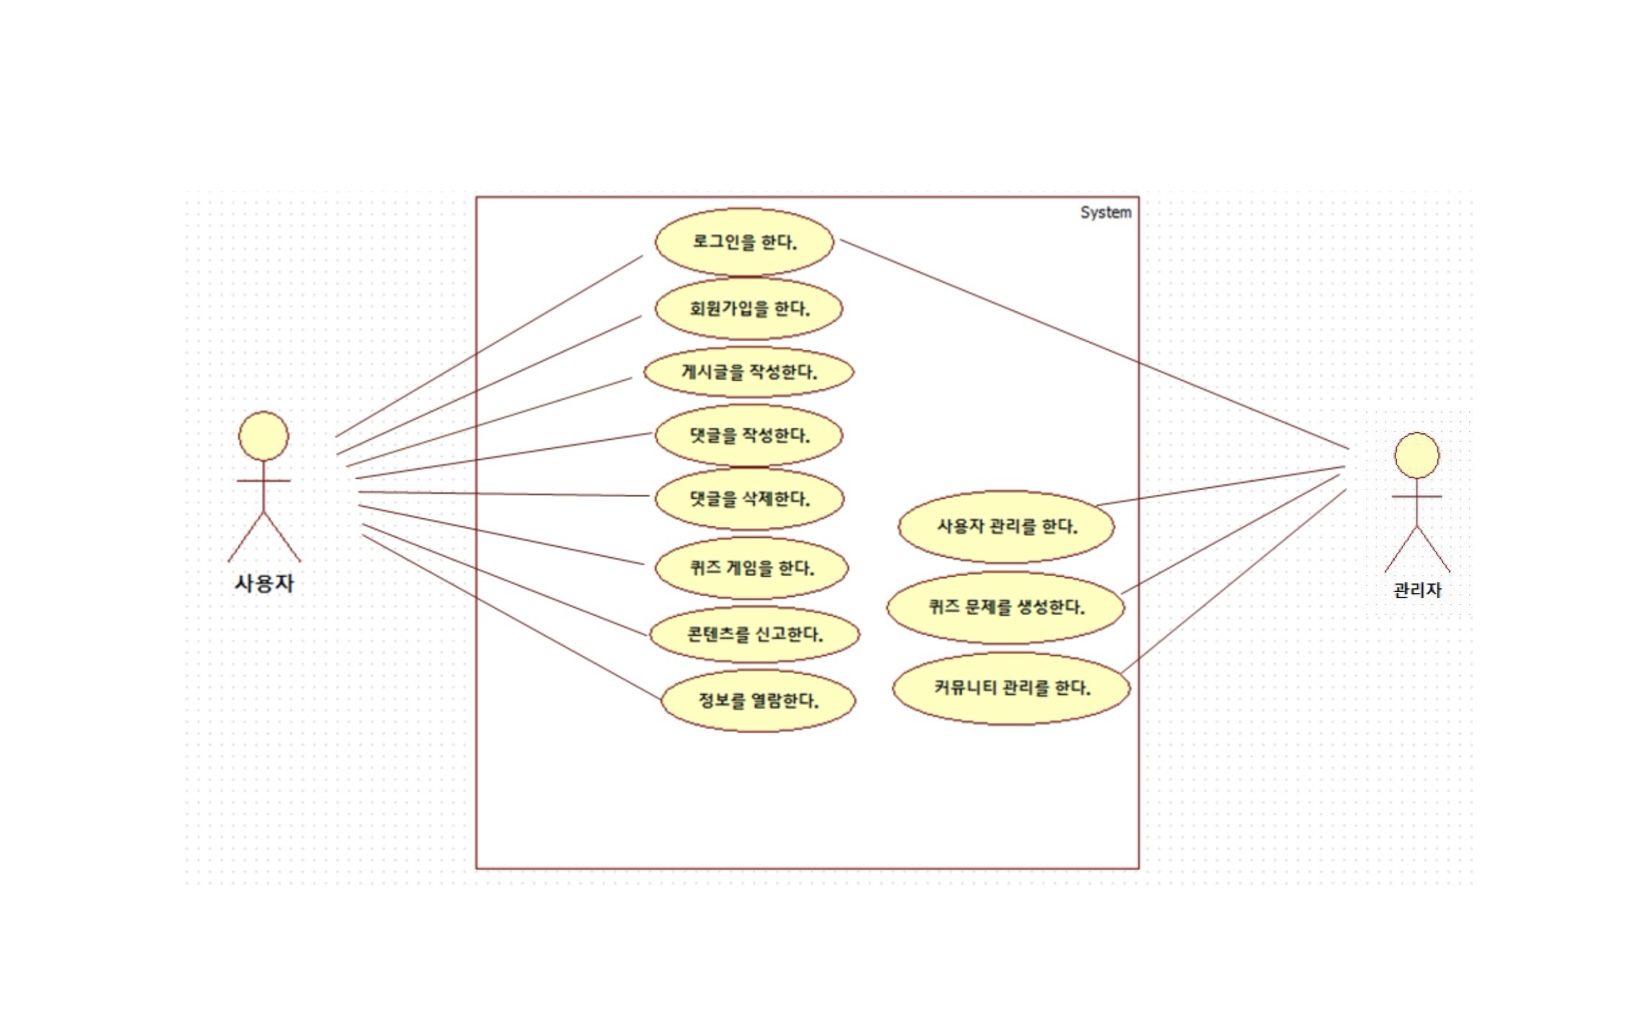 System
로그인을 한다.
회원가입을 한다.
게시글을 작성한다.
댓글을 작성한다.
댓글을 삭제한다.
퀴즈 게임을 한다.
콘텐츠를 신고한다.
정보를 열람한다.
사용자 관리를 한다.
퀴즈 문제를 생성한다.
커뮤니티 관리를 한다.
사용자
관리자